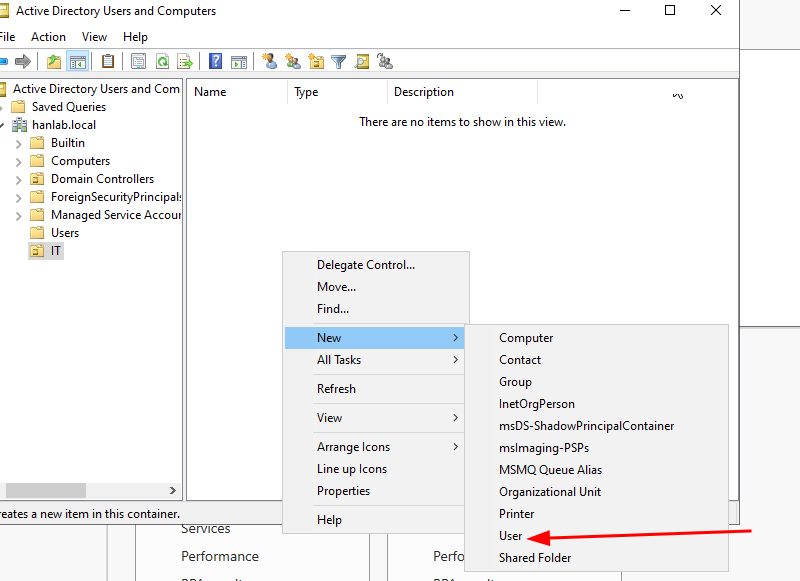 Active Directory Users and Computers
File Action View Help
Active Directory Users and Com
Saved Queries
hanlab.local
Builtin
Computers
Domain Controllers
ForeignSecurityPrincipals
Managed Service Accour
Users
IT
Name Type Description
There are no items to show in this view.
Delegate Control...
Move...
Find...
New
All Tasks
Refresh
View
Arrange Icons
Line up Icons
Properties
Help
Computer
Contact
Group
InetOrgPerson
msDS-ShadowPrincipalContainer
msImaging-PSPs
MSMQ Queue Alias
Organizational Unit
Printer
User
Shared Folder
reates a new item in this container.
Services
Performance
Perfo